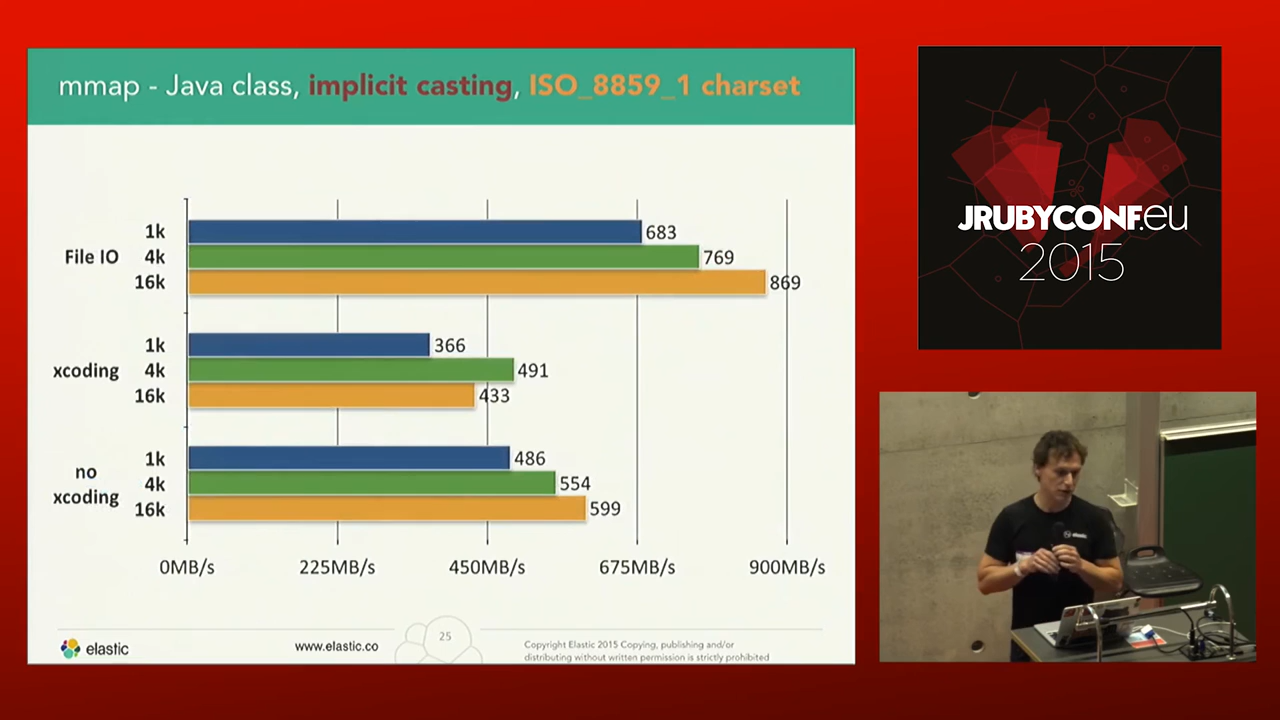 mmap - Java class, implicit casting, ISO_8859_1 charset
File IO
1k
683
4k
769
16k
869
xcoding
1k
366
4k
491
16k
433
no
xcoding
1k
486
4k
554
16k
599
0MB/s
225MB/s
450MB/s
675MB/s
900MB/s
elastic
www.elastic.co
25
Copyright Elastic 2015 Copying, publishing and/or
distributing without written permission is strictly prohibited
JRUBYCONF.eu
2015
elastic